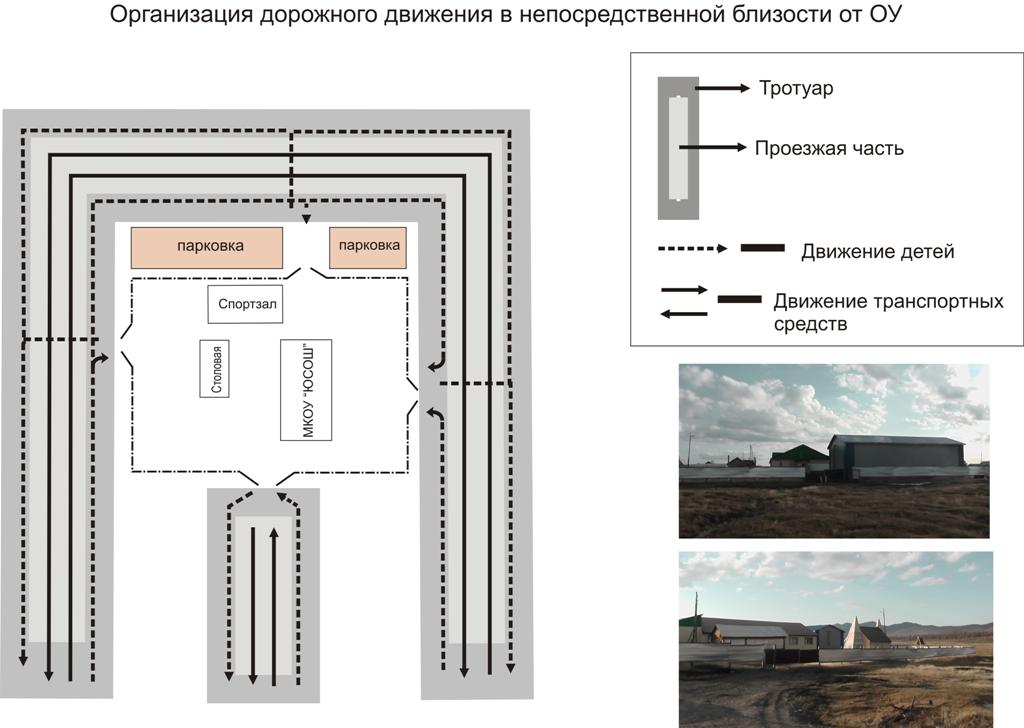 Организация дорожного движения в непосредственной близости от ОУ
Тротуар
Проезжая часть
Движение детей
Движение транспортных
средств
парковка
парковка
Спортзал
Столовая
МКОУ "ЮСОШ"